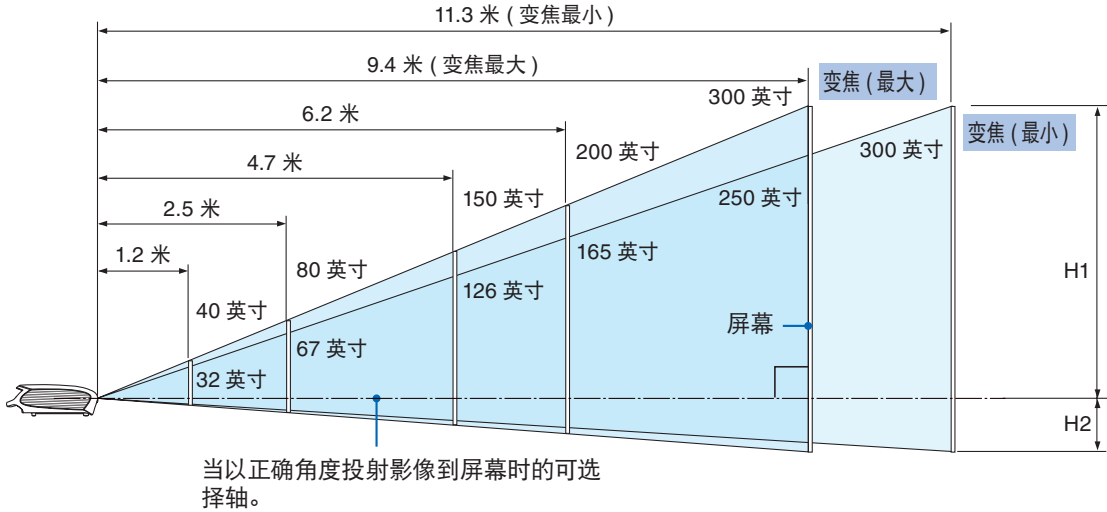 11.3 米 ( 变焦最小 )
9.4 米 ( 变焦最大 )
变焦 ( 最大 )
300 英寸
6.2 米
变焦 ( 最小 )
200 英寸
300 英寸
4.7 米
150 英寸
250 英寸
2.5 米
165 英寸
1.2 米
80 英寸
H1
126 英寸
40 英寸
屏幕
67 英寸
32 英寸
H2
当以正确角度投射影像到屏幕时的可选
择轴。